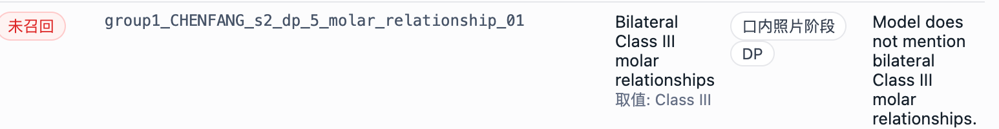 未召回
group1_CHENFANG_s2_dp_5_molar_relationship_01
Bilateral
Class III
molar
relationships
取值: Class III
口内照片阶段
DP
Model does
not mention
bilateral
Class III
molar
relationships.